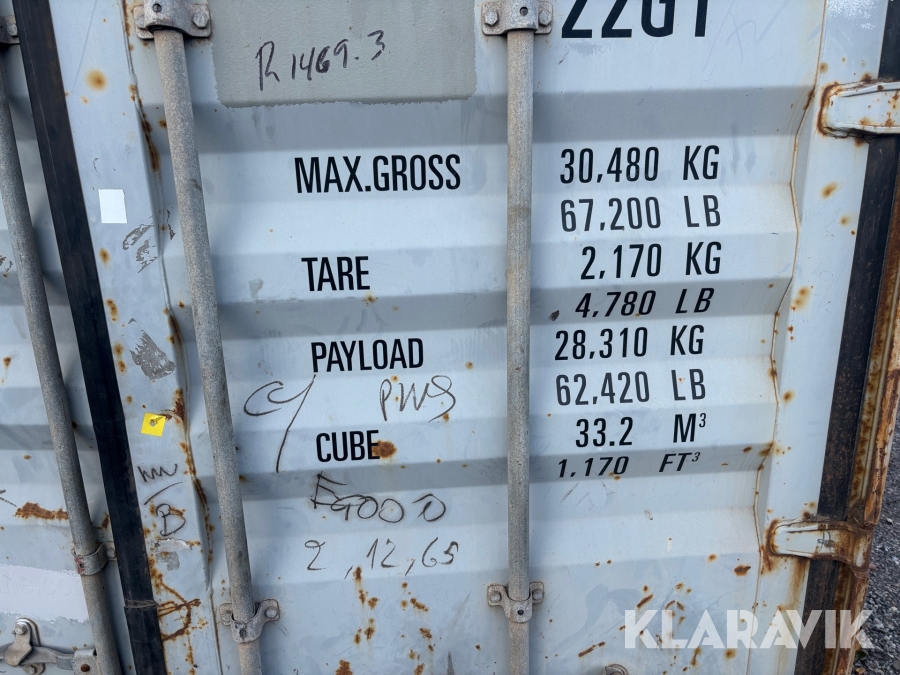 22G1
R1469.3
MAX.GROSS 30,480 KG
67,200 LB
TARE 2,170 KG
4,780 LB
PAYLOAD 28,310 KG
62,420 LB
CUBE 33.2 M³
1,170 FT³
2,12,65
KLARAVIK